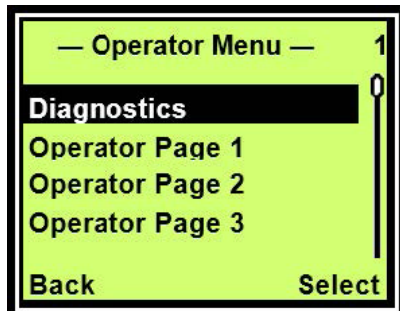 — Operator Menu — 1
Diagnostics
Operator Page 1
Operator Page 2
Operator Page 3
Back Select